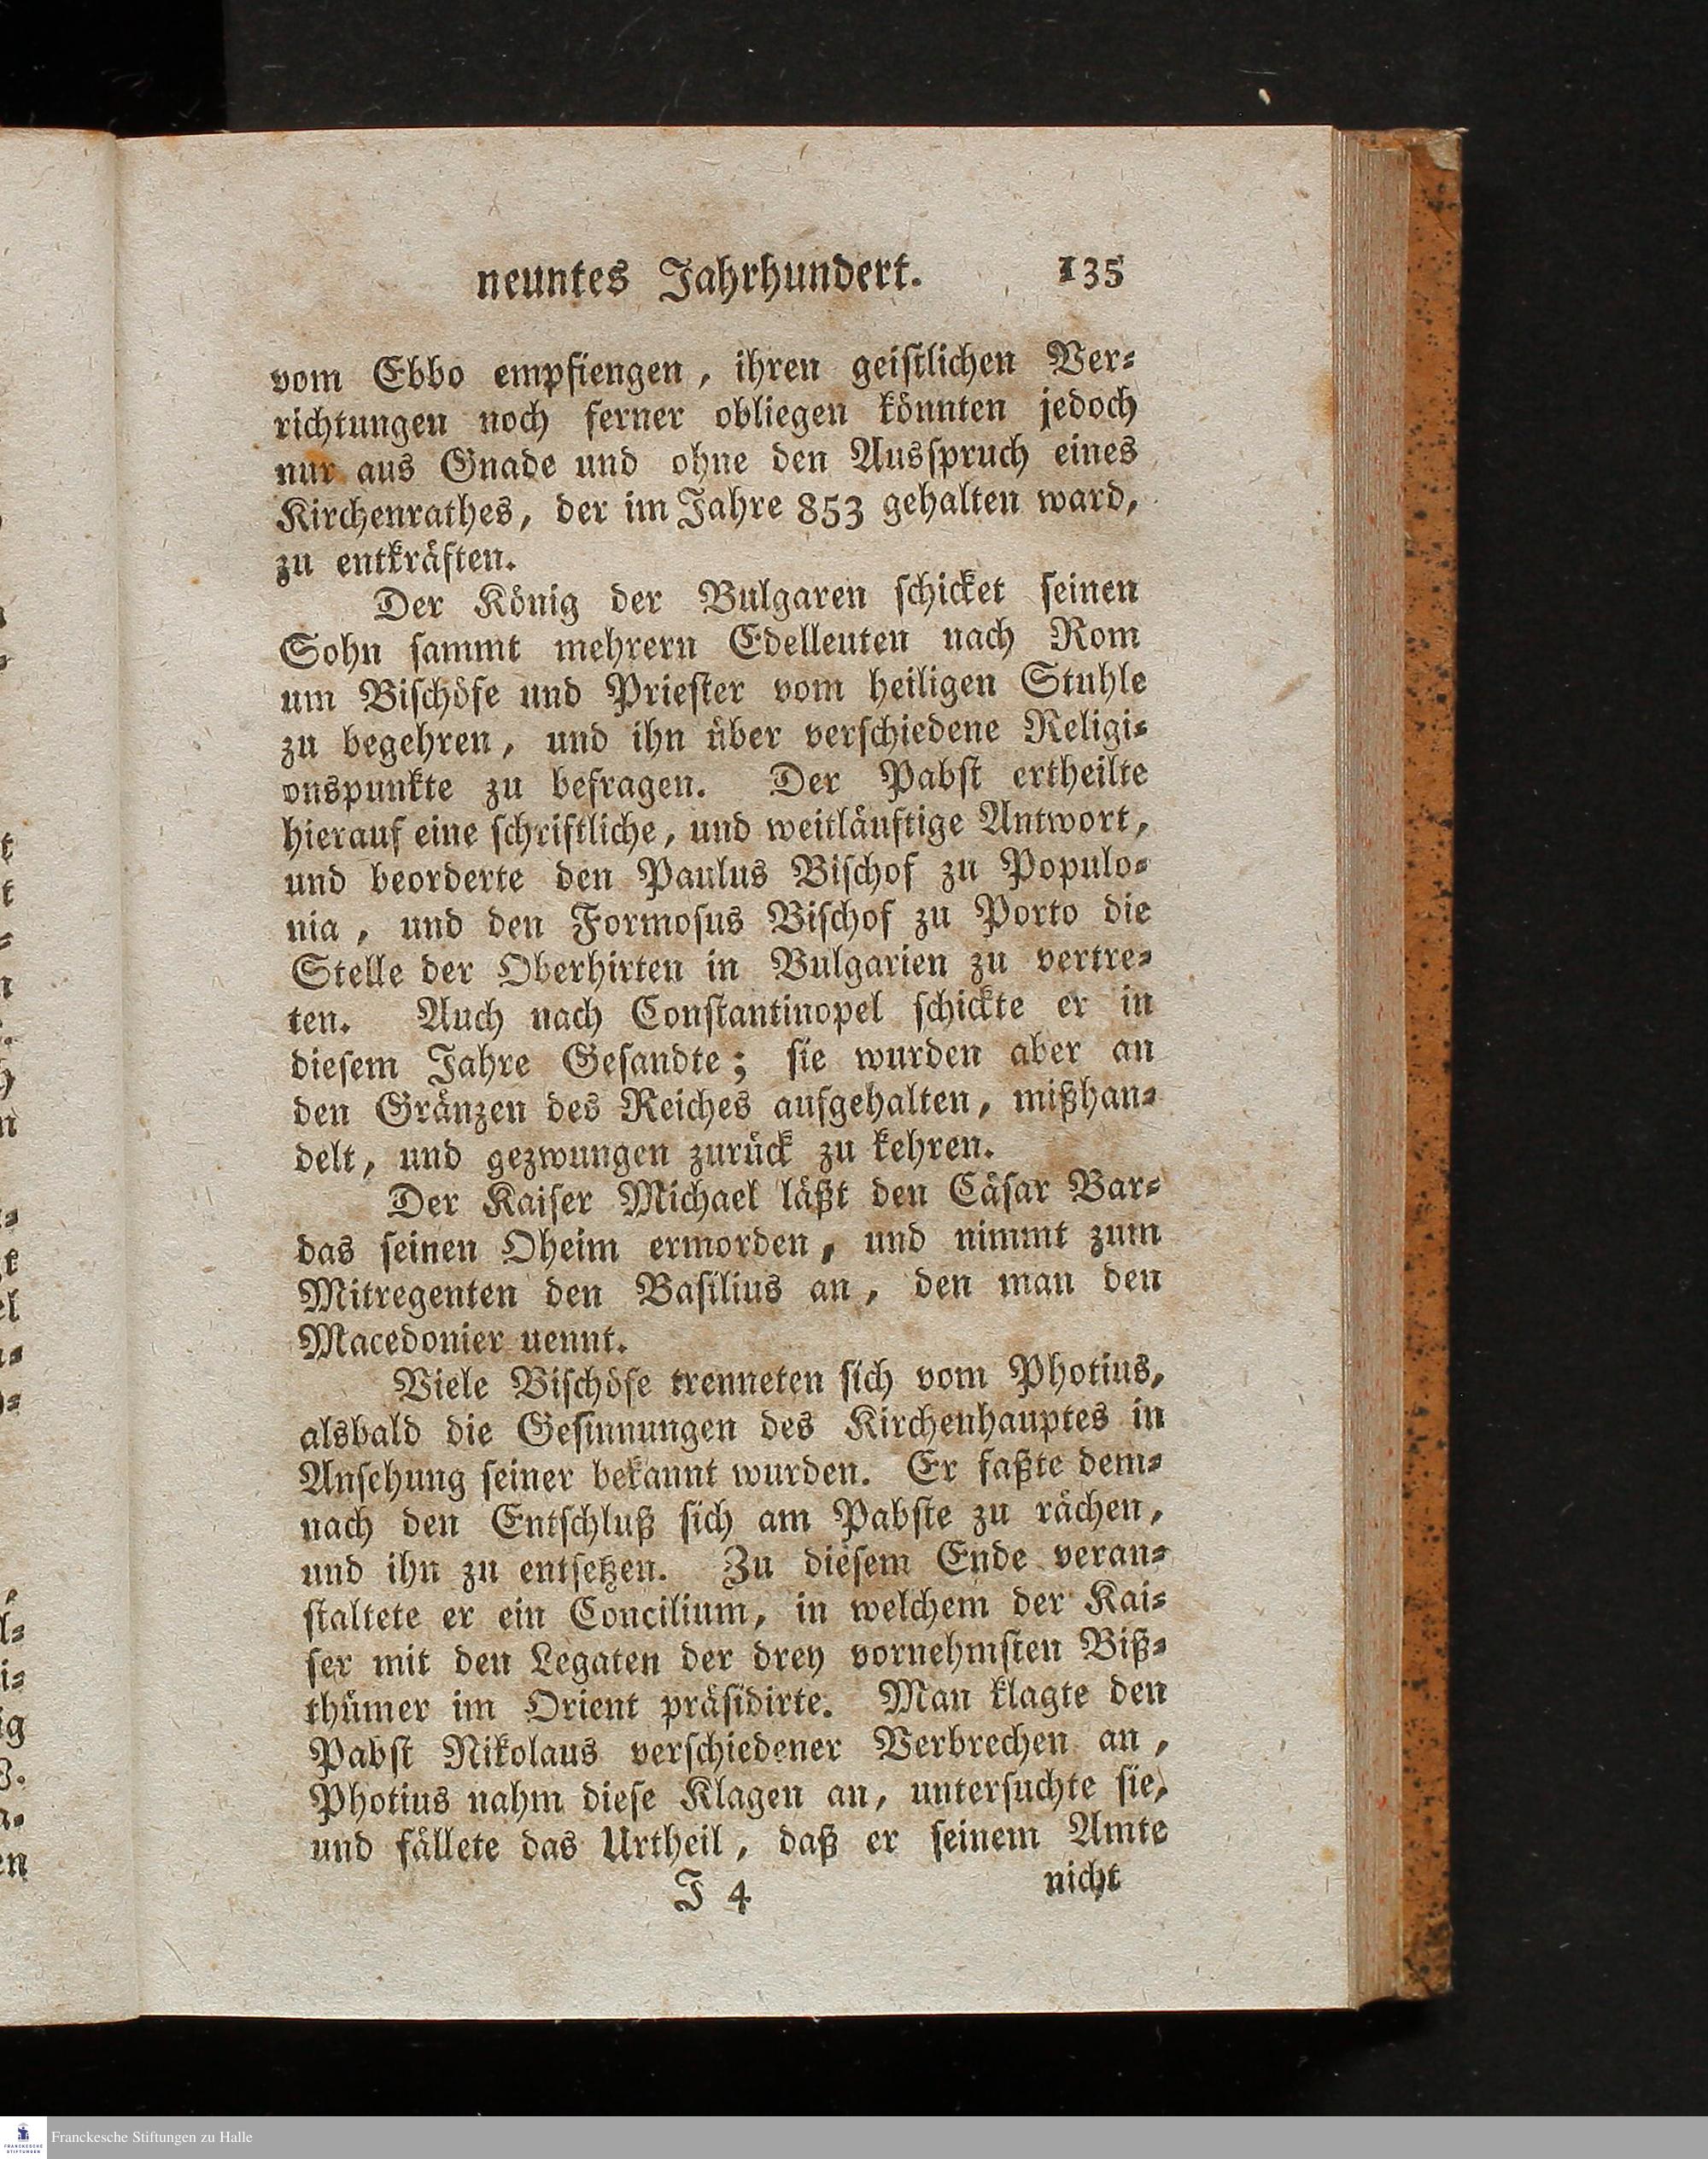 neuntes Jahrhundert. 135
vom Ebbo empfiengen, ihren geistlichen Ver⸗
richtungen noch ferner obliegen könnten jedoch
nur aus Gnade und ohne den Ausspruch eines
Kirchenrathes, der im Jahre 853 gehalten ward,
zu entkräften.
Der König der Bulgaren schicket seinen
Sohn sammt mehrern Edelleuten nach Rom
um Bischöfe und Priester vom heiligen Stuhle
zu begehren, und ihn über verschiedene Religi⸗
onspunkte zu befragen. Der Pabst ertheilte
hierauf eine schriftliche, und weitläuftige Antwort,
und beorderte den Paulus Bischof zu Populo⸗
nia, und den Formosus Bischof zu Porto die
Stelle der Oberhirten in Bulgarien zu vertre⸗
ten. Auch nach Constantinopel schickte er in
diesem Jahre Gesandte; sie wurden aber an
den Gränzen des Reiches aufgehalten, mißhan⸗
delt, und gezwungen zurück zu kehren.
Der Kaiser Michael läßt den Cäsar Bar⸗
das seinen Oheim ermorden, und nimmt zum
Mitregenten den Basilius an, den man den
Macedonier uennt.
Viele Bischöfe trenneten sich vom Photius,
alsbald die Gesinnungen des Kirchenhauptes in
Ansehung seiner bekannt wurden. Er faßte dem⸗
nach den Entschluß sich am Pabste zu rächen,
und ihn zu entsetzen. Zu diesem Ende veran⸗
staltete er ein Concilium, in welchem der Kai⸗
ser mit den Legaten der drey vornehmsten Biß⸗
thümer im Orient präsidirte. Man klagte den
Pabst Nikolaus verschiedener Verbrechen an,
Photius nahm diese Klagen an, untersuchte sie,
und fällete das Urtheil, daß er seinem Amte
J 4 nicht
Franckesche Stiftungen zu Halle